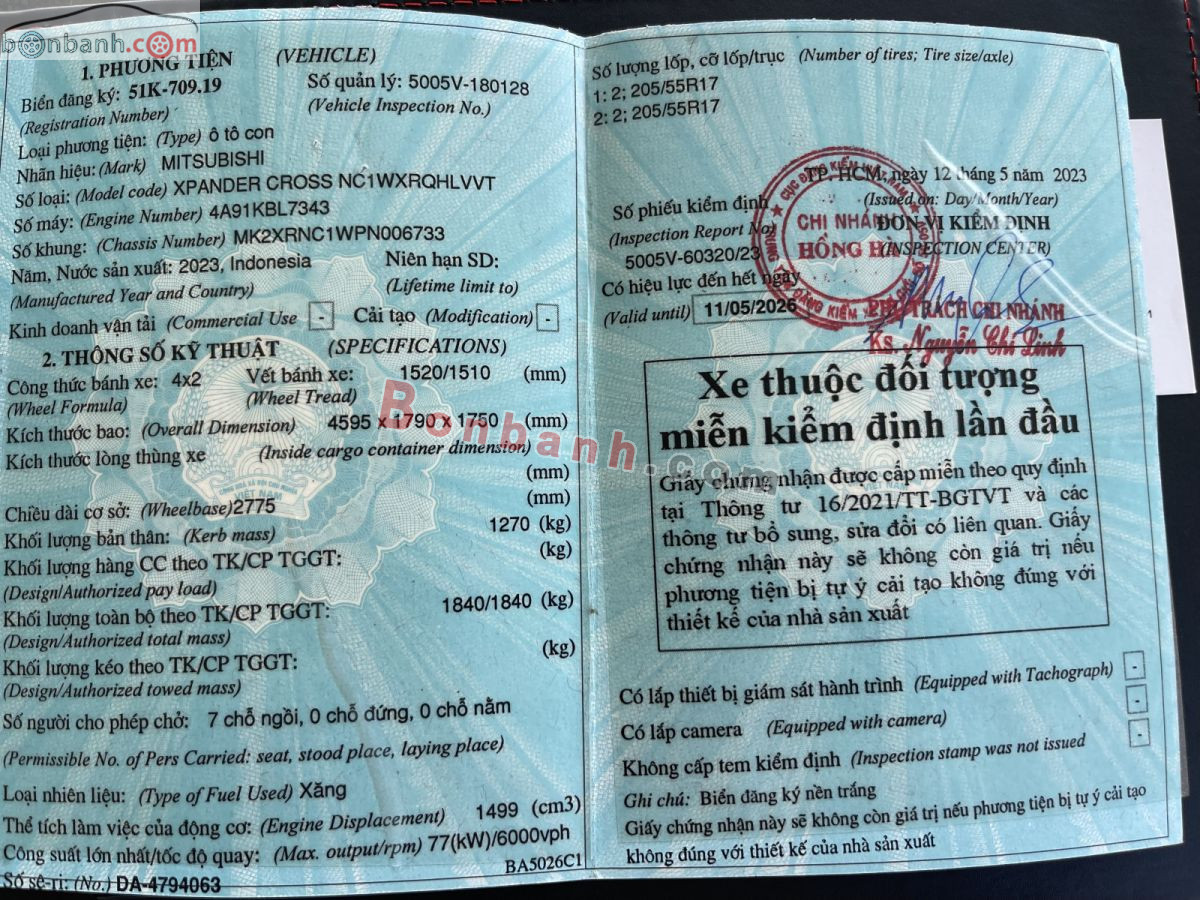 bonbanh.com
1. PHƯƠNG TIỆN (VEHICLE)
Biển đăng ký: 51K-709.19 Số quản lý: 5005V-180128
(Registration Number) (Vehicle Inspection No.)
Loại phương tiện: (Type) ô tô con
Nhãn hiệu: (Mark) MITSUBISHI
Số loại: (Model code) XPANDER CROSS NC1WXRQHLVVT
Số máy: (Engine Number) 4A91KBL7343
Số khung: (Chassis Number) MK2XRNC1WPN006733
Năm, Nước sản xuất: 2023, Indonesia Niên hạn SD:
(Manufactured Year and Country) (Lifetime limit to)
Kinh doanh vận tải (Commercial Use - Cải tạo (Modification) -
2. THÔNG SỐ KỸ THUẬT (SPECIFICATIONS)
Công thức bánh xe: 4x2 Vết bánh xe: 1520/1510 (mm)
(Wheel Formula) (Wheel Tread)
Kích thước bao: (Overall Dimension) 4595 x 1790 x 1750 (mm)
Kích thước lòng thùng xe (Inside cargo container dimension)
(mm)
Chiều dài cơ sở: (Wheelbase)2775 (mm)
Khối lượng bản thân: (Kerb mass) 1270 (kg)
Khối lượng hàng CC theo TK/CP TGGT: (kg)
(Design/Authorized pay load)
Khối lượng toàn bộ theo TK/CP TGGT: 1840/1840 (kg)
(Design/Authorized total mass)
Khối lượng kéo theo TK/CP TGGT: (kg)
(Design/Authorized towed mass)
Số người cho phép chở: 7 chỗ ngồi, 0 chỗ đứng, 0 chỗ nằm
(Permissible No. of Pers Carried: seat, stood place, laying place)
Loại nhiên liệu: (Type of Fuel Used) Xăng
Thể tích làm việc của động cơ: (Engine Displacement) 1499 (cm3)
Công suất lớn nhất/tốc độ quay: (Max. output/rpm) 77(kW)/6000vph
Số sê-ri: (No.) DA-4794063 BA5026C1
Số lượng lốp, cỡ lốp/trục (Number of tires; Tire size/axle)
1: 2; 205/55R17
2: 2; 205/55R17
TP. HCM, ngày 12 tháng 5 năm 2023
(Issued on: Day/Month/Year)
Số phiếu kiểm định ĐƠN VỊ KIỂM ĐỊNH
(Inspection Report No) (INSPECTION CENTER)
5005V-60320/23
CHI NHÁNH
HỒNG HÀ
Có hiệu lực đến hết ngày
(Valid until) 11/05/2026
PHỤ TRÁCH CHI NHÁNH
Ks. Nguyễn Chí Linh
Xe thuộc đối tượng
miễn kiểm định lần đầu
Giấy chứng nhận được cấp miễn theo quy định
tại Thông tư 16/2021/TT-BGTVT và các
thông tư bổ sung, sửa đổi có liên quan. Giấy
chứng nhận này sẽ không còn giá trị nếu
phương tiện bị tự ý cải tạo không đúng với
thiết kế của nhà sản xuất
Có lắp thiết bị giám sát hành trình (Equipped with Tachograph) -
Có lắp camera (Equipped with camera) -
Không cấp tem kiểm định (Inspection stamp was not issued -
Ghi chú: Biển đăng ký nền trắng
Giấy chứng nhận này sẽ không còn giá trị nếu phương tiện bị tự ý cải tạo
không đúng với thiết kế của nhà sản xuất
Bonbanh.com
VIỆT NAM